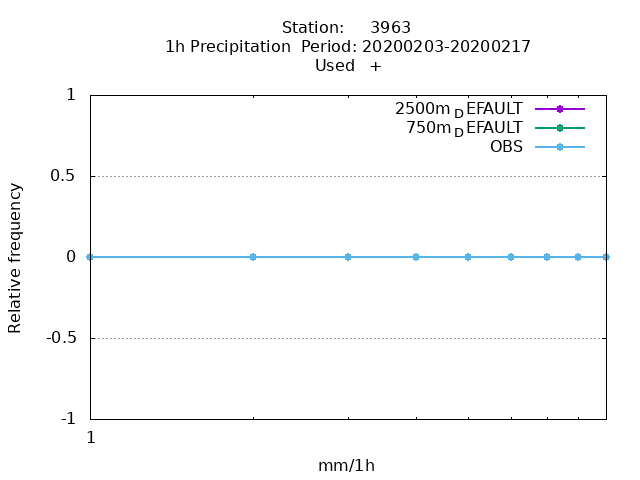 Station: 3963
1h Precipitation Period: 20200203-20200217
Used +
2500m DEFAULT
750m DEFAULT
OBS
1
0.5
0
-0.5
-1
Relative frequency
1
mm/1h